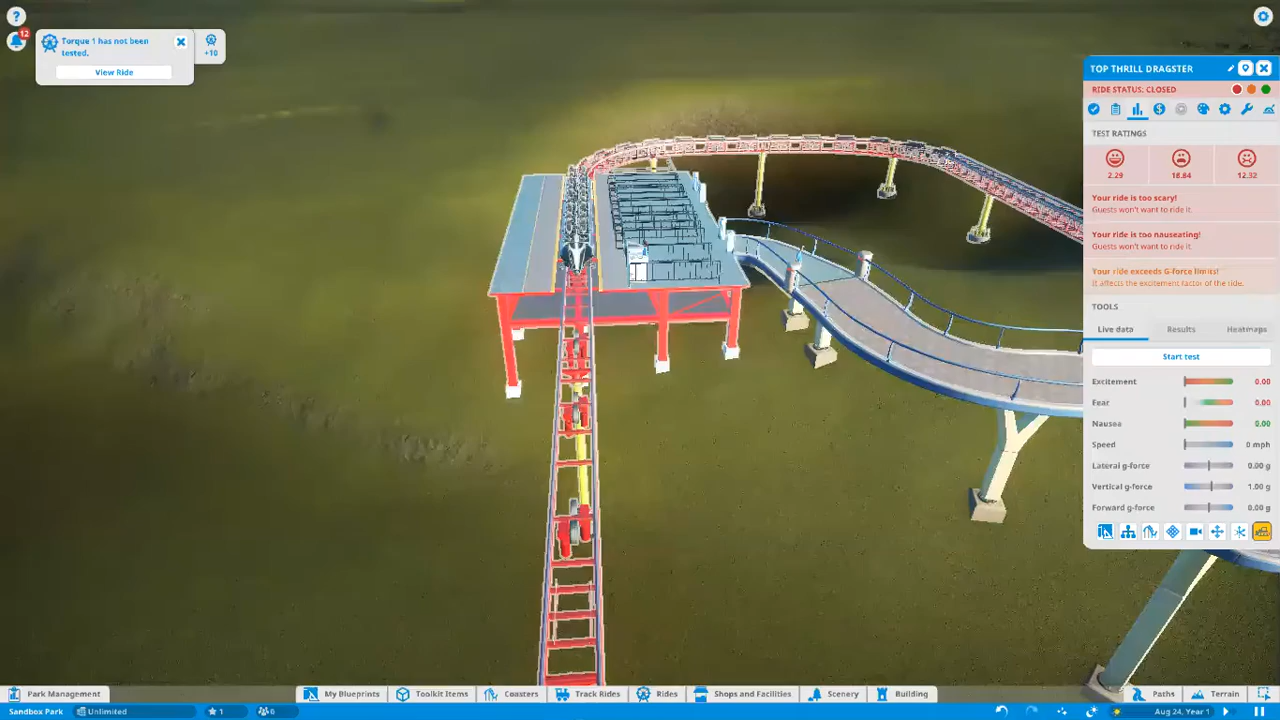 ?
12
Torque 1 has not been
tested.
View Ride
+10
TOP THRILL DRAGSTER
RIDE STATUS: CLOSED
TEST RATINGS
2.29 18.84 12.32
Your ride is too scary!
Guests won't want to ride it.
Your ride is too nauseating!
Guests won't want to ride it.
Your ride exceeds G-force limits!
It affects the excitement factor of the ride.
TOOLS
Live data Results Heatmaps
Start test
Excitement 0.00
Fear 0.00
Nausea 0.00
Speed 0 mph
Lateral g-force 0.00 g
Vertical g-force 1.00 g
Forward g-force 0.00 g
Park Management My Blueprints Toolkit Items Coasters Track Rides Rides Shops and Facilities Scenery Building Paths Terrain
Sandbox Park Unlimited 1 0 Aug 24, Year 1